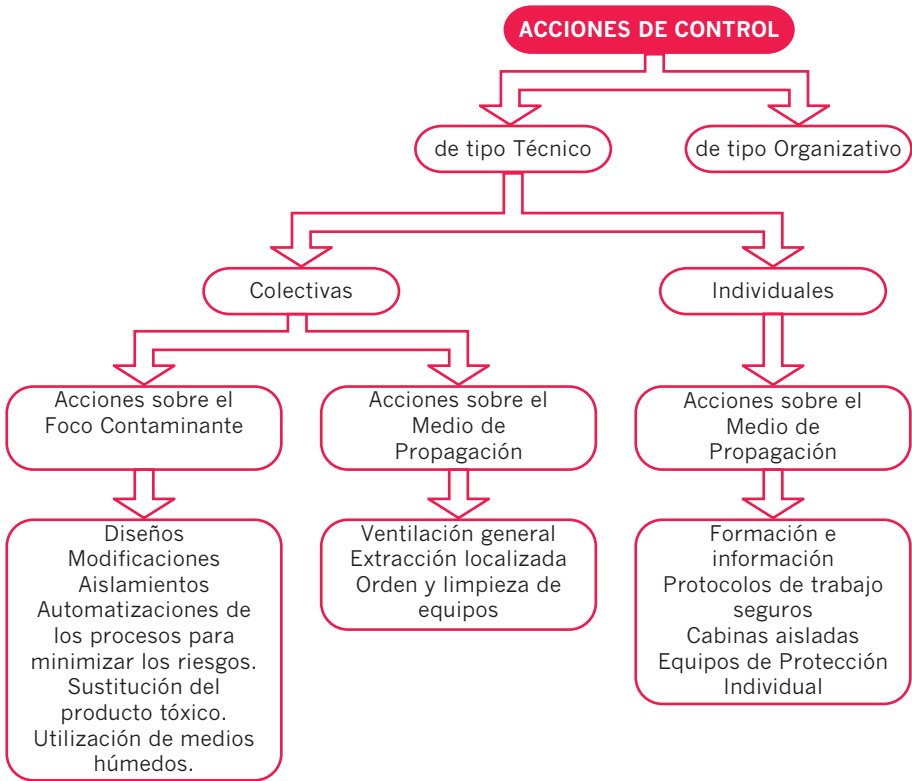 ACCIONES DE CONTROL
de tipo Técnico
de tipo Organizativo
Colectivas
Individuales
Acciones sobre el
Foco Contaminante
Acciones sobre el
Medio de
Propagación
Acciones sobre el
Medio de
Propagación
Diseños
Modificaciones
Aislamientos
Automatizaciones de
los procesos para
minimizar los riesgos.
Sustitución del
producto tóxico.
Utilización de medios
húmedos.
Ventilación general
Extracción localizada
Orden y limpieza de
equipos
Formación e
información
Protocolos de trabajo
seguros
Cabinas aisladas
Equipos de Protección
Individual